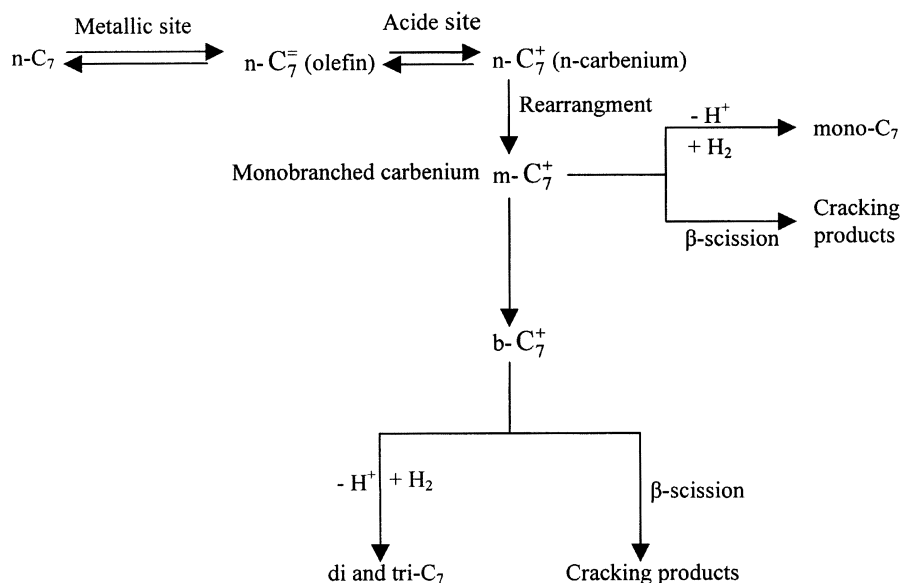 Metallic site
Acide site
n-C₇
n- C₇⁼ (olefin)
n- C₇⁺ (n-carbenium)
Rearrangment
- H⁺
+ H₂
mono-C₇
Monobranched carbenium m- C₇⁺
β-scission
Cracking
products
b- C₇⁺
- H⁺ + H₂
β-scission
di and tri-C₇
Cracking products